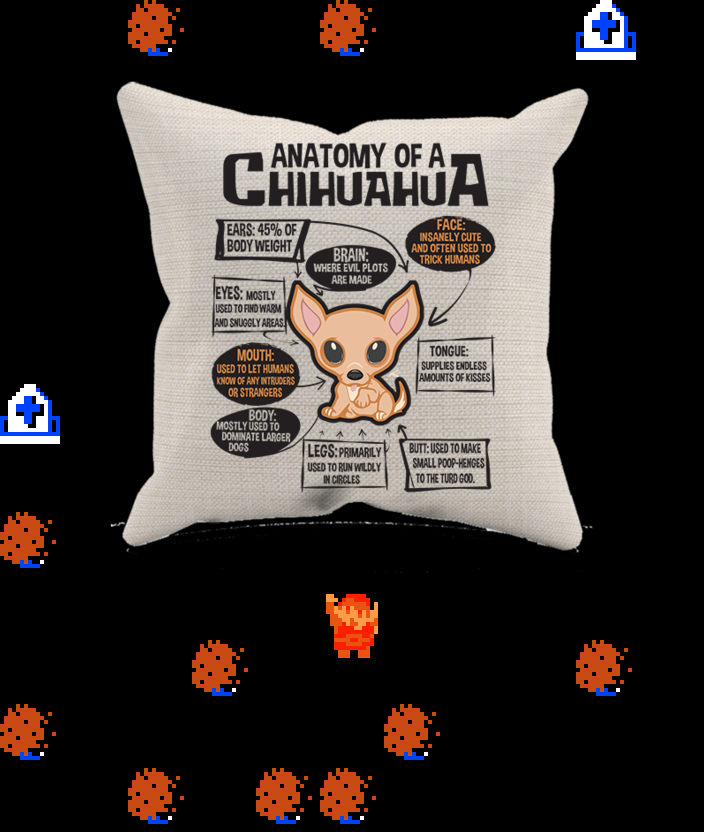 ANATOMY OF A
CHIHUAHUA
EARS: 45% OF
BODY WEIGHT
FACE:
INSANELY CUTE
AND OFTEN USED TO
TRICK HUMANS
BRAIN:
WHERE EVIL PLOTS
ARE MADE
EYES: MOSTLY
USED TO FIND WARM
AND SNUGGLY AREAS
TONGUE:
SUPPLIES ENDLESS
AMOUNTS OF KISSES
MOUTH:
USED TO LET HUMANS
KNOW OF ANY INTRUDERS
OR STRANGERS
BODY:
MOSTLY USED TO
DOMINATE LARGER
DOGS
LEGS: PRIMARILY
USED TO RUN WILDLY
IN CIRCLES
BUTT: USED TO MAKE
SMALL POOP-HENGES
TO THE TURD GOD.